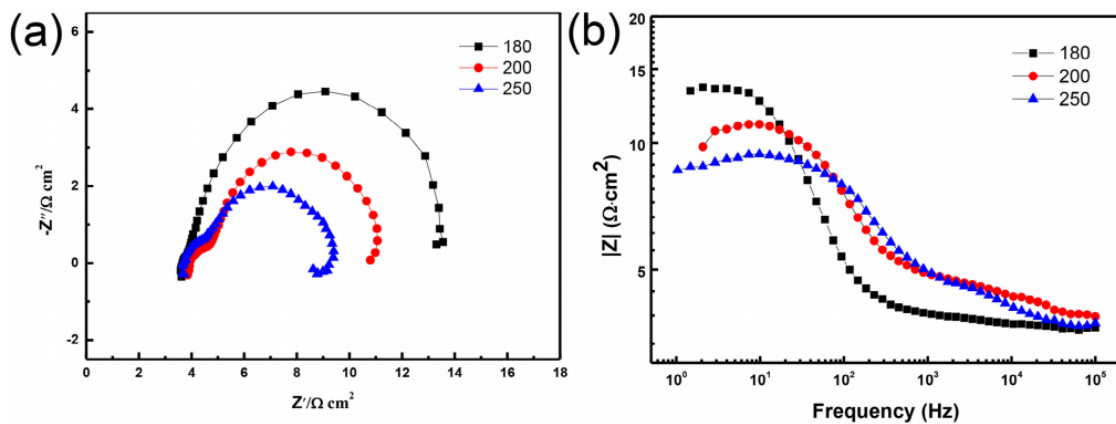 (a)
6
4
2
0
-2
-Z''/Ω cm²
0 2 4 6 8 10 12 14 16 18
Z'/Ω cm²
180
200
250
(b)
20
15
10
5
|Z| (Ω·cm²)
10⁰ 10¹ 10² 10³ 10⁴ 10⁵
Frequency (Hz)
180
200
250